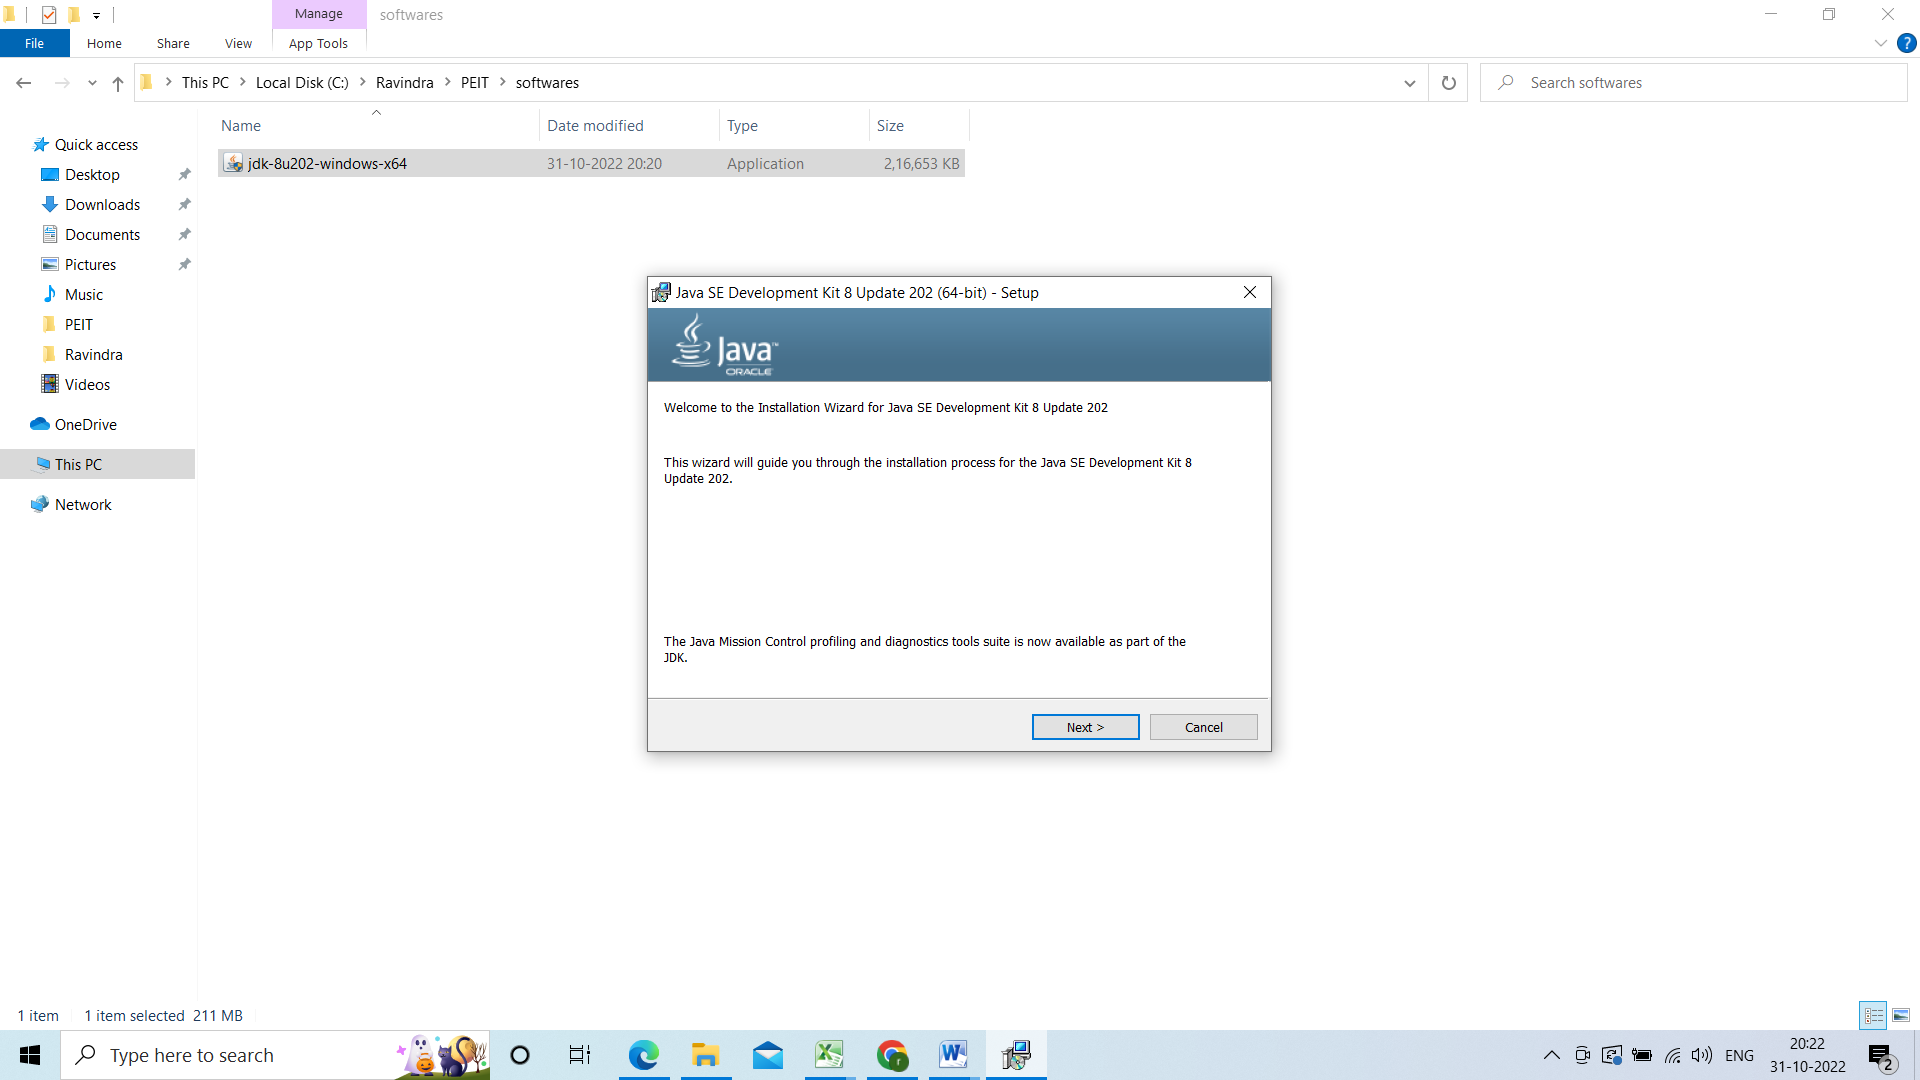 Manage
softwares
File
Home
Share
View
App Tools
This PC
Local Disk (C:)
Ravindra
PEIT
softwares
Search softwares
Name
Date modified
Type
Size
jdk-8u202-windows-x64
31-10-2022 20:20
Application
2,16,653 KB
Quick access
Desktop
Downloads
Documents
Pictures
Music
PEIT
Ravindra
Videos
OneDrive
This PC
Network
Java SE Development Kit 8 Update 202 (64-bit) - Setup
Java™
ORACLE
Welcome to the Installation Wizard for Java SE Development Kit 8 Update 202
This wizard will guide you through the installation process for the Java SE Development Kit 8
Update 202.
The Java Mission Control profiling and diagnostics tools suite is now available as part of the
JDK.
Next >
Cancel
1 item
1 item selected 211 MB
Type here to search
r
ENG
20:22
31-10-2022
2